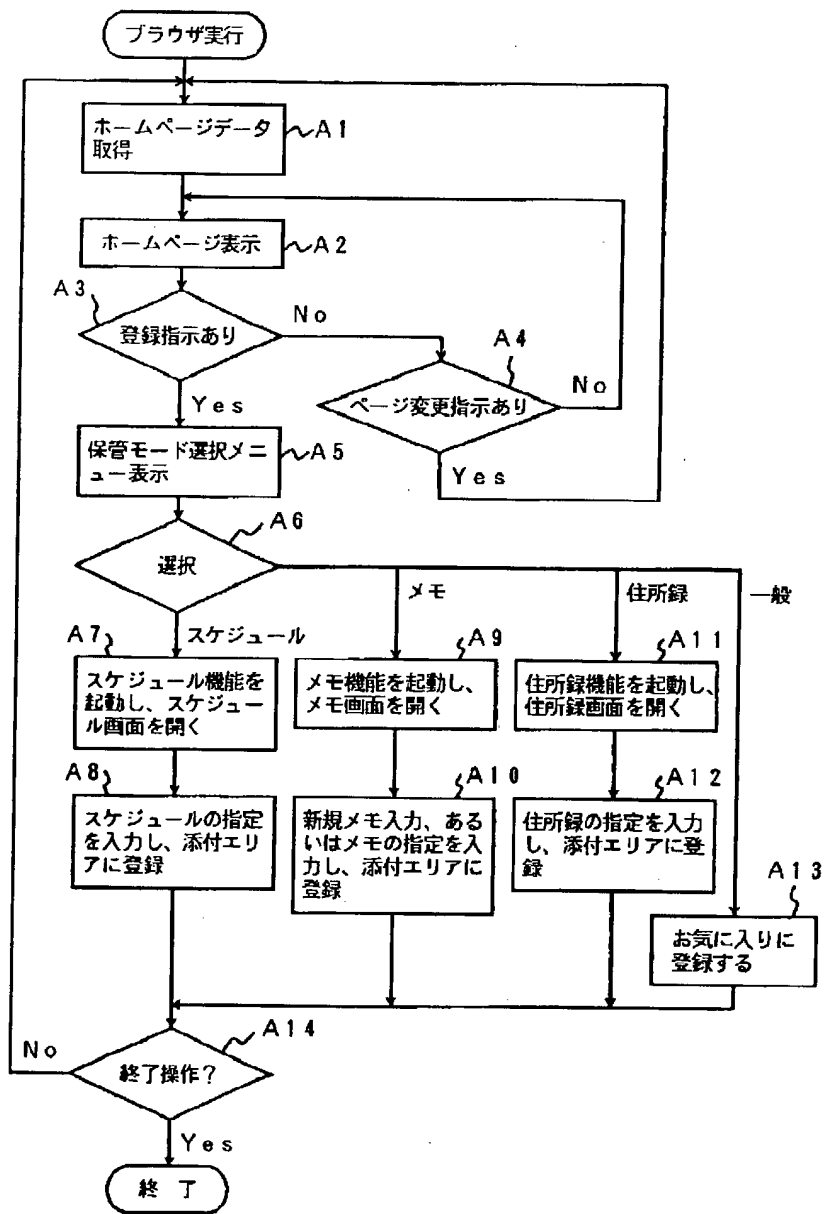 ブラウザ実行
ホームページデータ
取得
A1
ホームページ表示
A2
A3
登録指示あり
No
Yes
A4
ページ変更指示あり
No
Yes
保管モード選択メニ
ュー表示
A5
A6
選択
スケジュール
メモ
住所録
一般
A7
スケジュール機能を
起動し、スケジュー
ル画面を開く
A9
メモ機能を起動し、
メモ画面を開く
A11
住所録機能を起動し、
住所録画面を開く
A8
スケジュールの指定
を入力し、添付エリ
アに登録
A10
新規メモ入力、ある
いはメモの指定を入
力し、添付エリアに
登録
A12
住所録の指定を入力
し、添付エリアに登
録
A13
お気に入りに
登録する
A14
終了操作?
No
Yes
終了